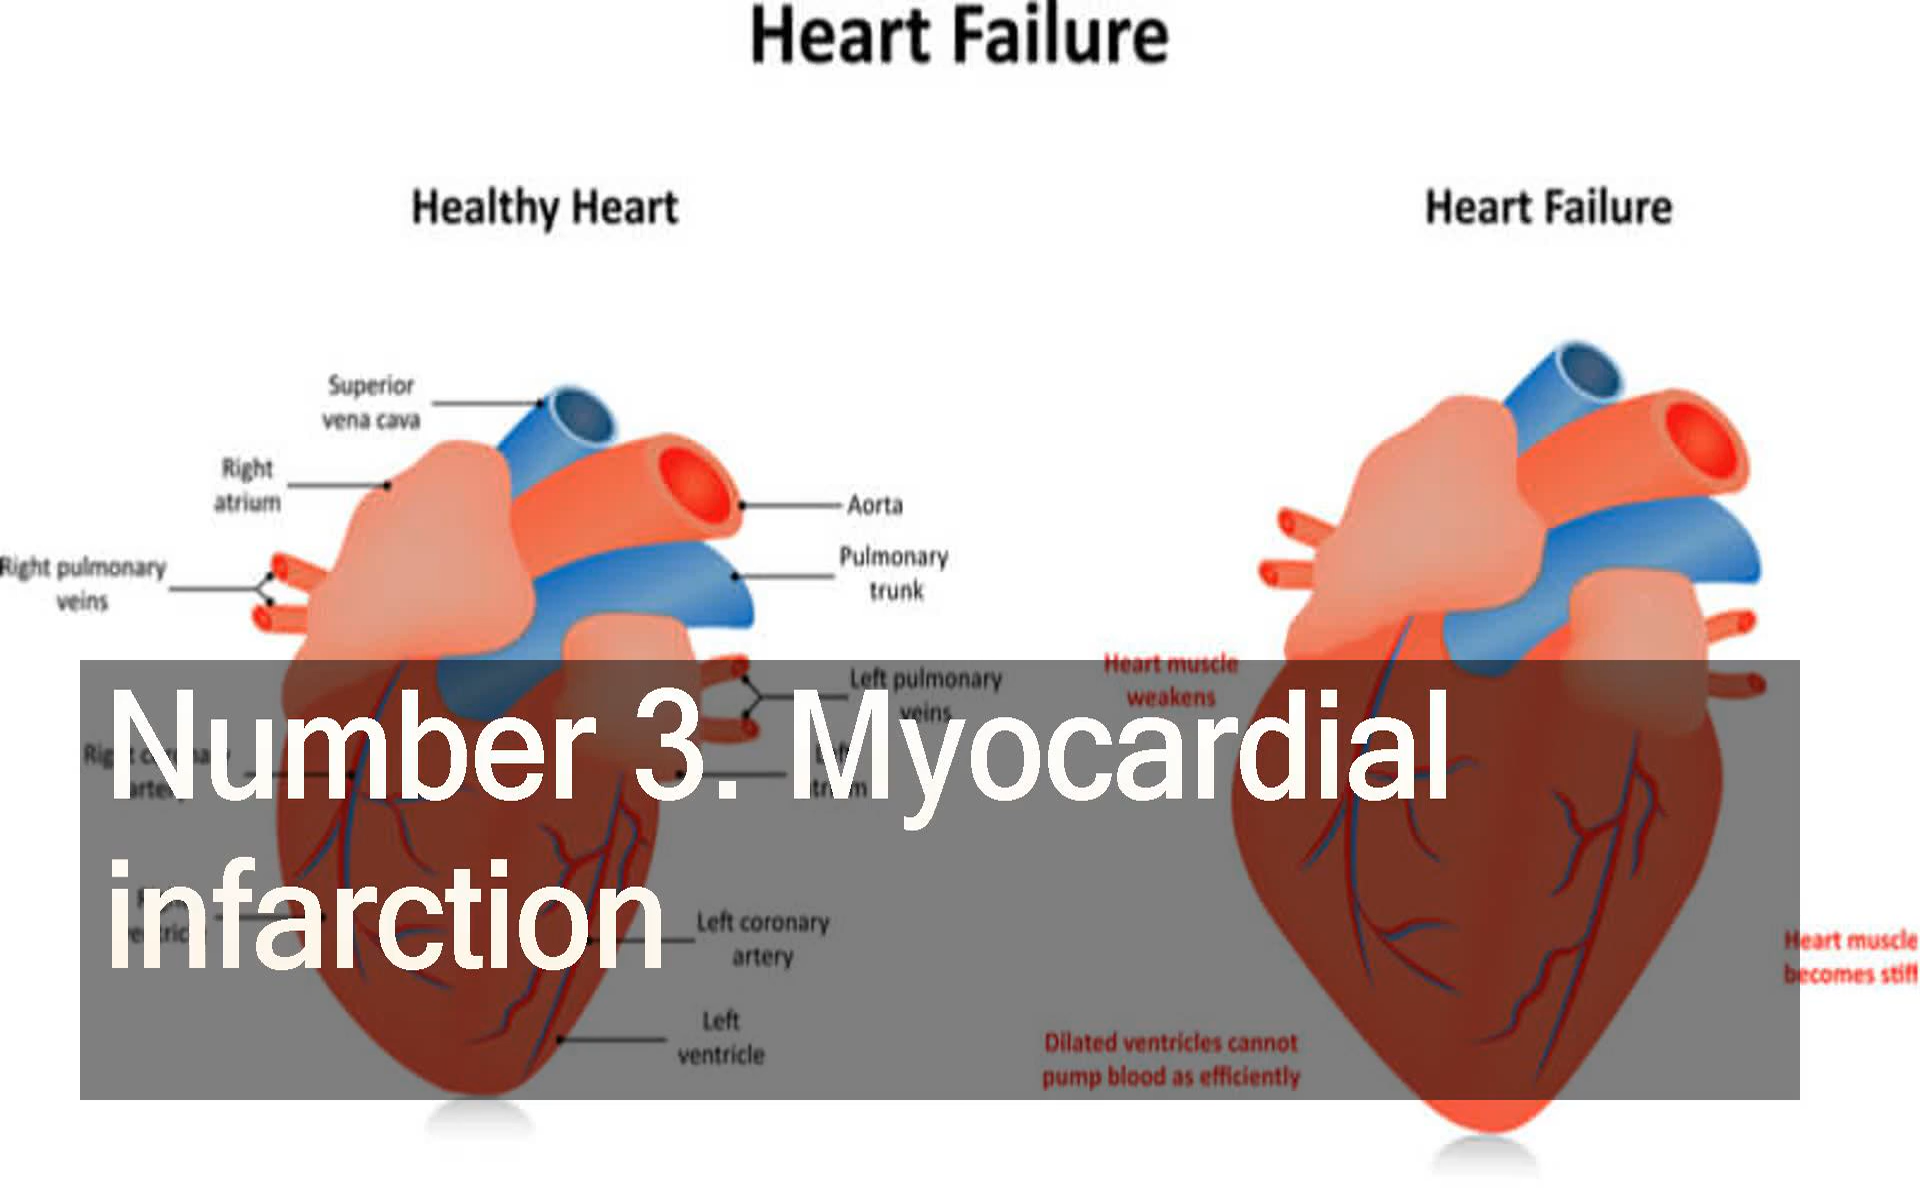 Heart Failure
Healthy Heart
Heart Failure
Superior
vena cava
Right
atrium
Aorta
Right pulmonary
veins
Pulmonary
trunk
Left pulmonary
veins
Heart muscle
weakens
Number 3. Myocardial
infarction
Left coronary
artery
Heart muscle
becomes stiff
Left
ventricle
Dilated ventricles cannot
pump blood as efficiently